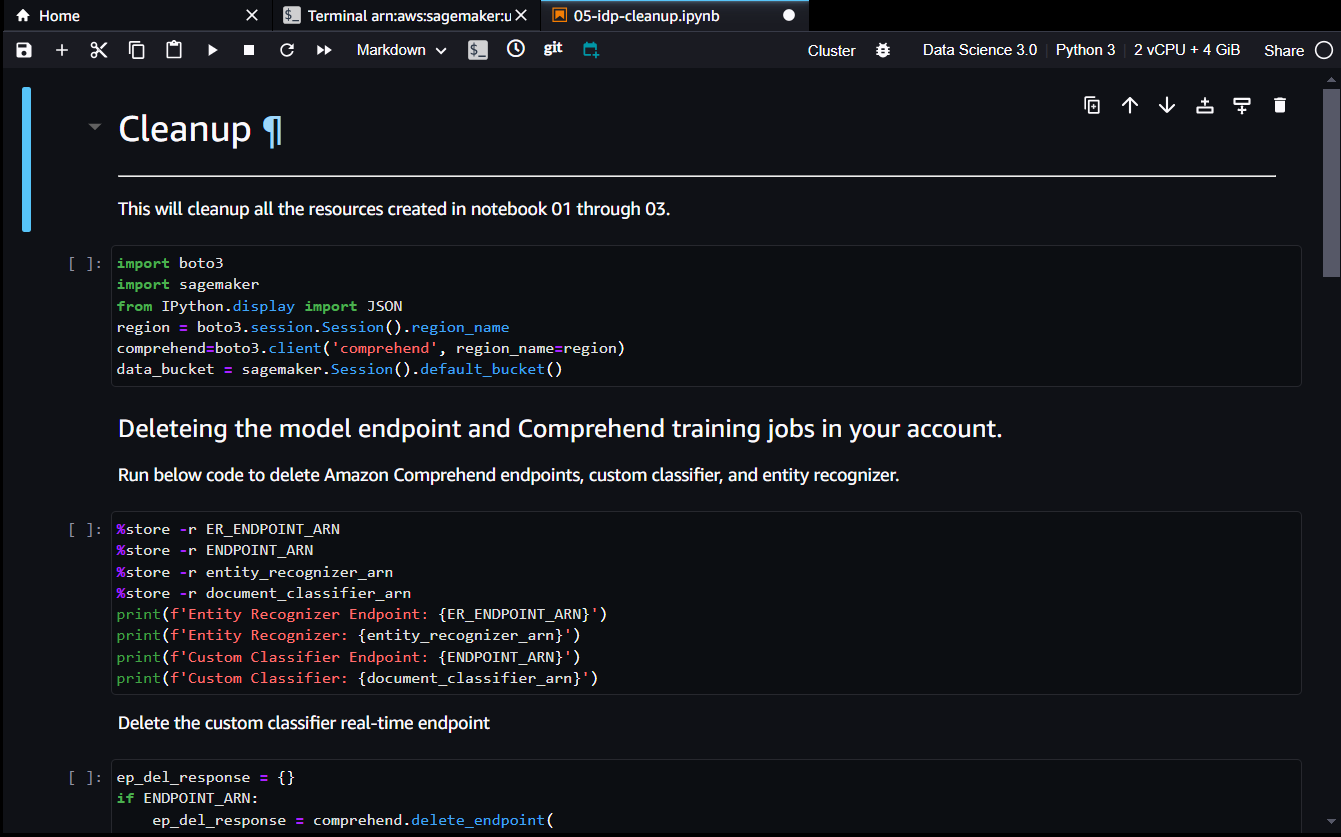 Home
Terminal arn:aws:sagemaker:u
05-idp-cleanup.ipynb
Markdown
git
Cluster
Data Science 3.0
Python 3
2 vCPU + 4 GiB
Share
Cleanup ¶
This will cleanup all the resources created in notebook 01 through 03.
[ ]:
import boto3
import sagemaker
from IPython.display import JSON
region = boto3.session.Session().region_name
comprehend=boto3.client('comprehend', region_name=region)
data_bucket = sagemaker.Session().default_bucket()
Deleteing the model endpoint and Comprehend training jobs in your account.
Run below code to delete Amazon Comprehend endpoints, custom classifier, and entity recognizer.
[ ]:
%store -r ER_ENDPOINT_ARN
%store -r ENDPOINT_ARN
%store -r entity_recognizer_arn
%store -r document_classifier_arn
print(f'Entity Recognizer Endpoint: {ER_ENDPOINT_ARN}')
print(f'Entity Recognizer: {entity_recognizer_arn}')
print(f'Custom Classifier Endpoint: {ENDPOINT_ARN}')
print(f'Custom Classifier: {document_classifier_arn}')
Delete the custom classifier real-time endpoint
[ ]:
ep_del_response = {}
if ENDPOINT_ARN:
    ep_del_response = comprehend.delete_endpoint(